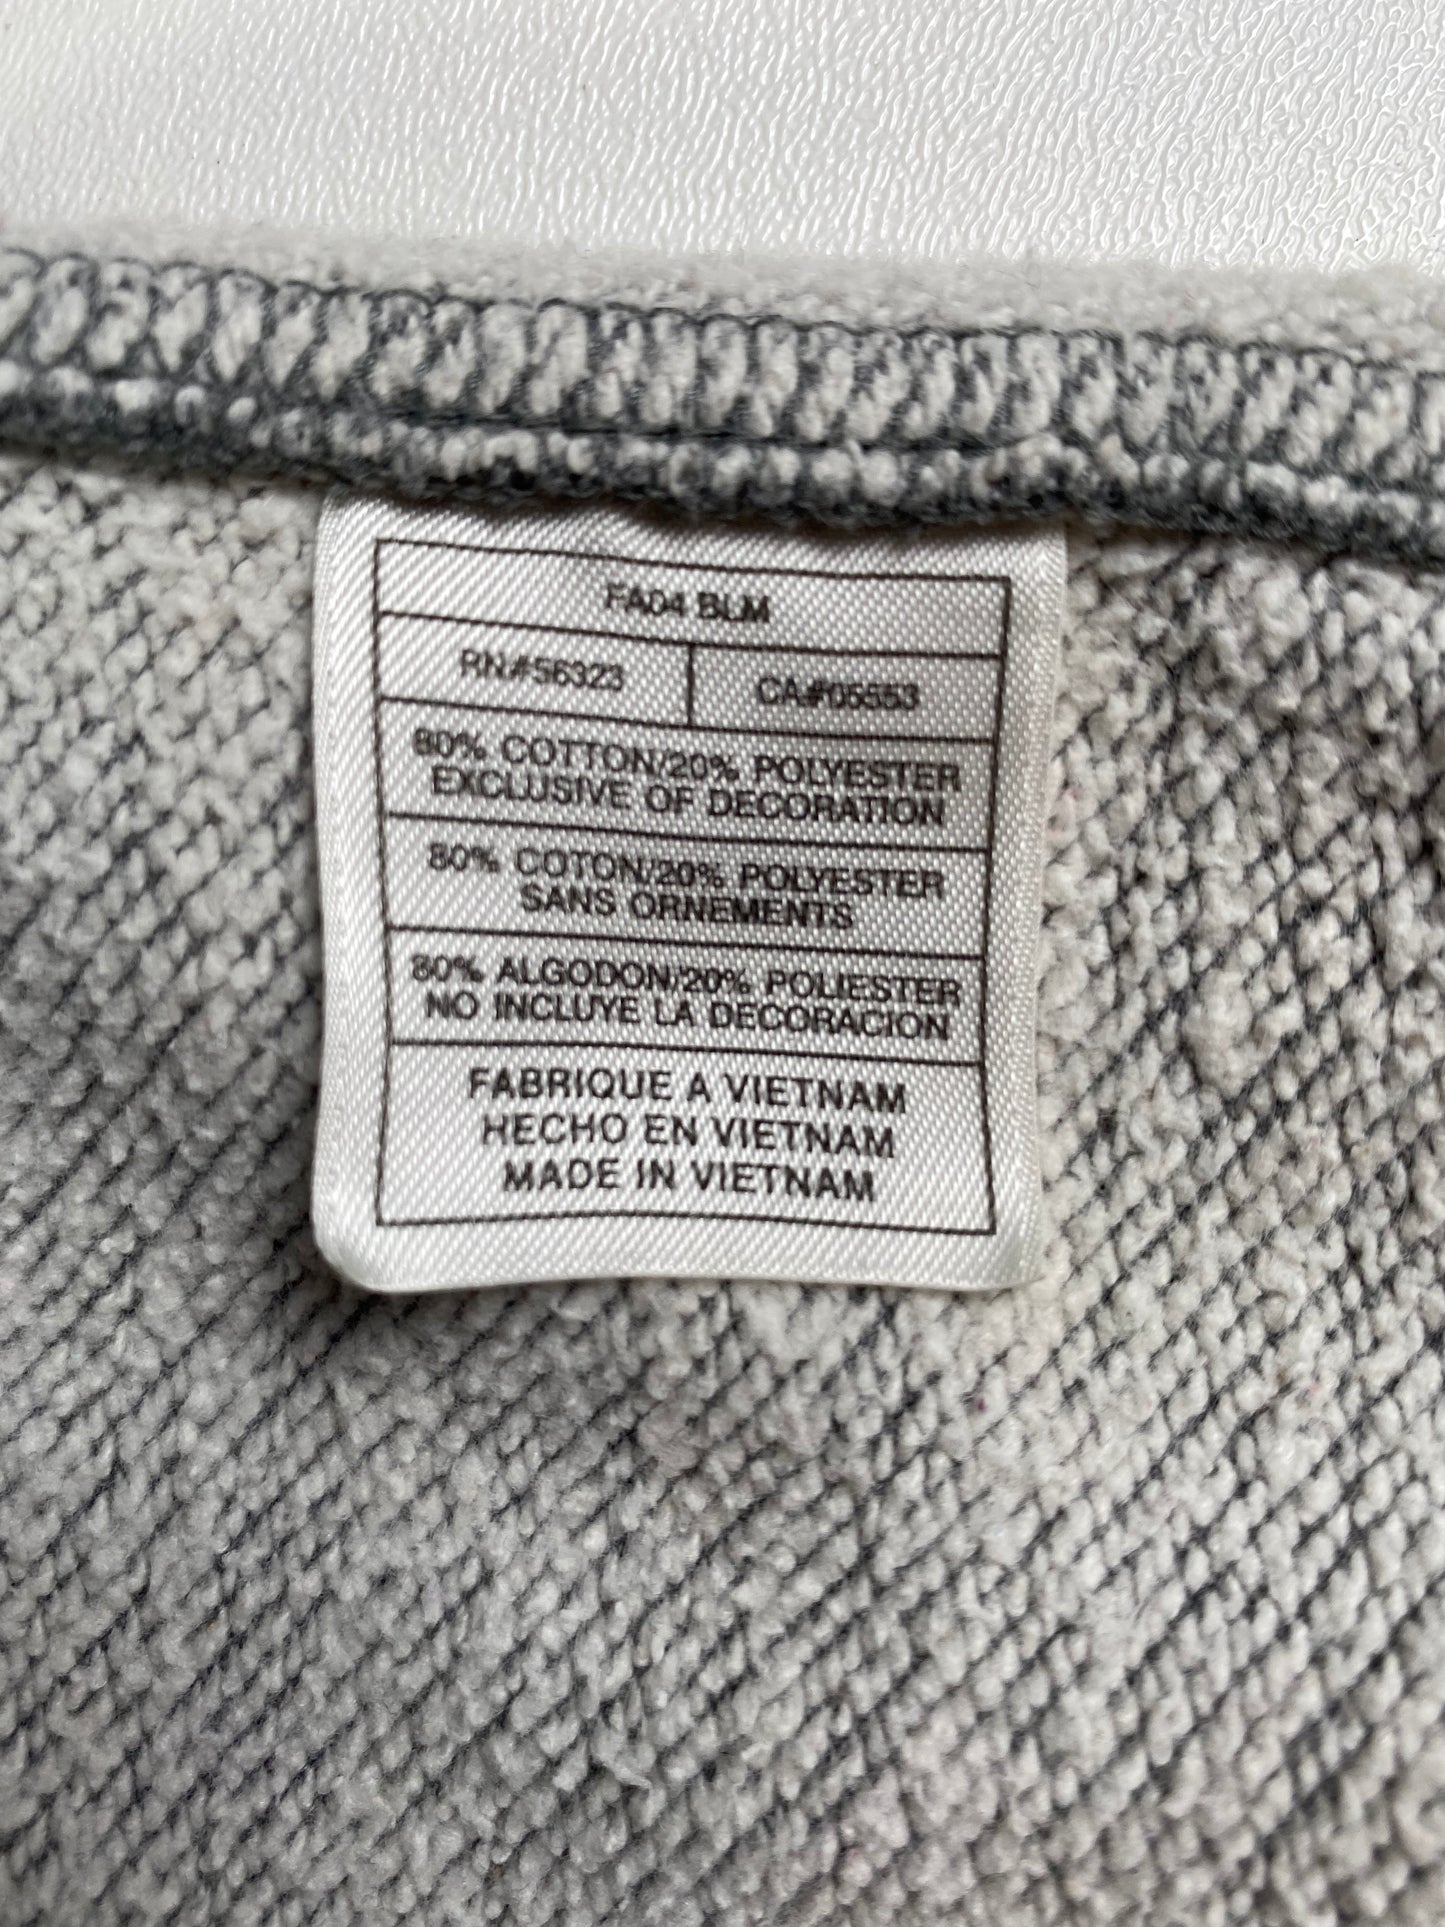 FA04 BLM
RN#56323
CA#05553
80% COTTON/20% POLYESTER
EXCLUSIVE OF DECORATION
80% COTON/20% POLYESTER
SANS ORNEMENTS
80% ALGODON/20% POLIESTER
NO INCLUYE LA DECORACION
FABRIQUE A VIETNAM
HECHO EN VIETNAM
MADE IN VIETNAM